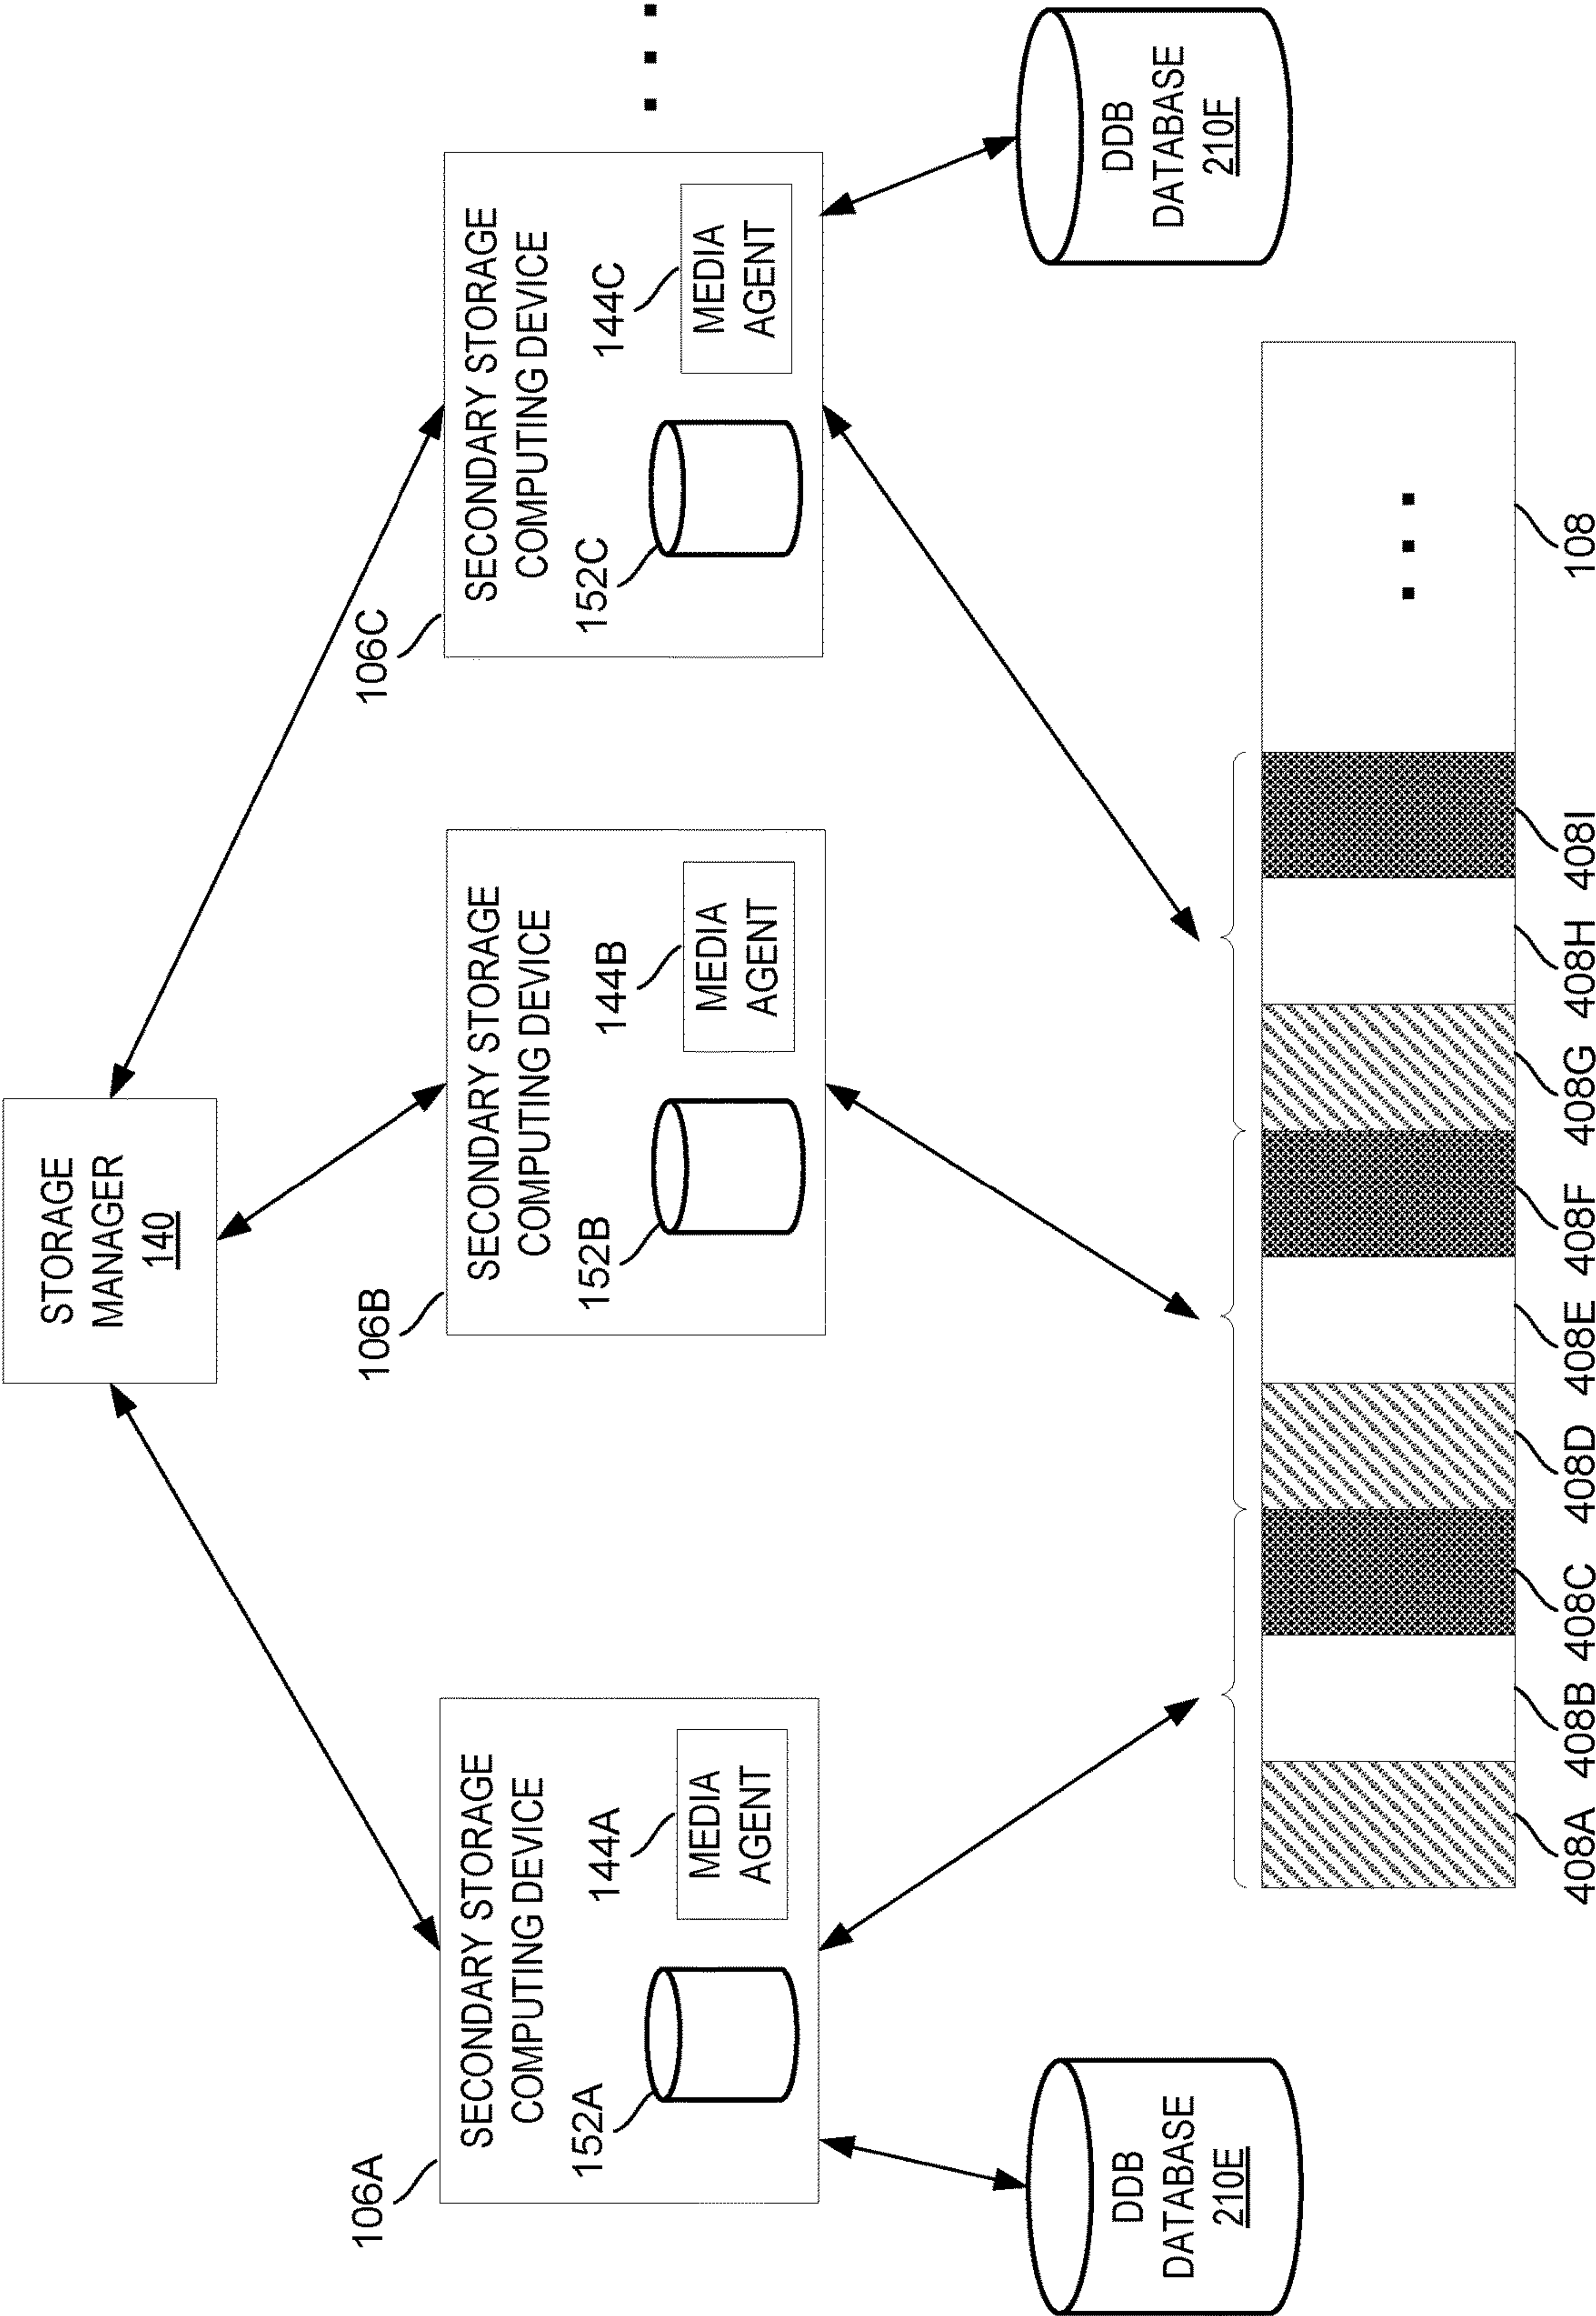 STORAGE
MANAGER
140
106A
SECONDARY STORAGE
COMPUTING DEVICE
152A
144A
MEDIA
AGENT
106B
SECONDARY STORAGE
COMPUTING DEVICE
152B
144B
MEDIA
AGENT
106C
SECONDARY STORAGE
COMPUTING DEVICE
152C
144C
MEDIA
AGENT
DDB
DATABASE
210E
DDB
DATABASE
210F
408A
408B
408C
408D
408E
408F
408G
408H
408I
108